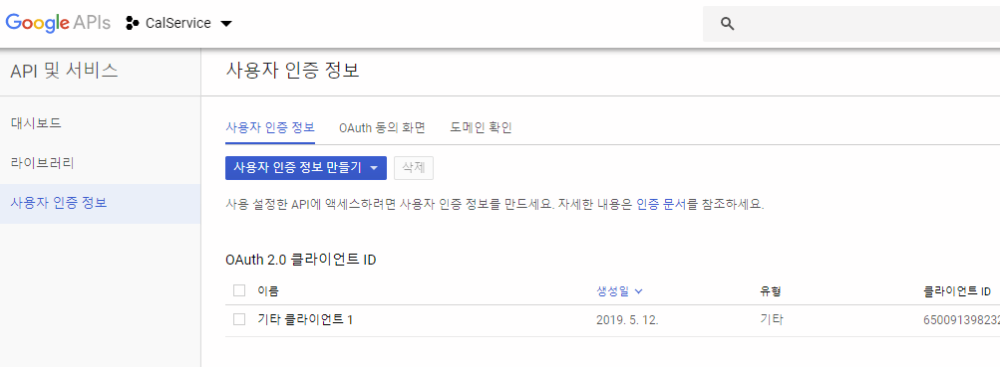 Google APIs CalService
API 및 서비스
사용자 인증 정보
대시보드
라이브러리
사용자 인증 정보
사용자 인증 정보 OAuth 동의 화면 도메인 확인
사용자 인증 정보 만들기 삭제
사용 설정한 API에 액세스하려면 사용자 인증 정보를 만드세요. 자세한 내용은 인증 문서를 참조하세요.
OAuth 2.0 클라이언트 ID
이름 생성일 유형 클라이언트 ID
기타 클라이언트 1 2019. 5. 12. 기타 650091398232